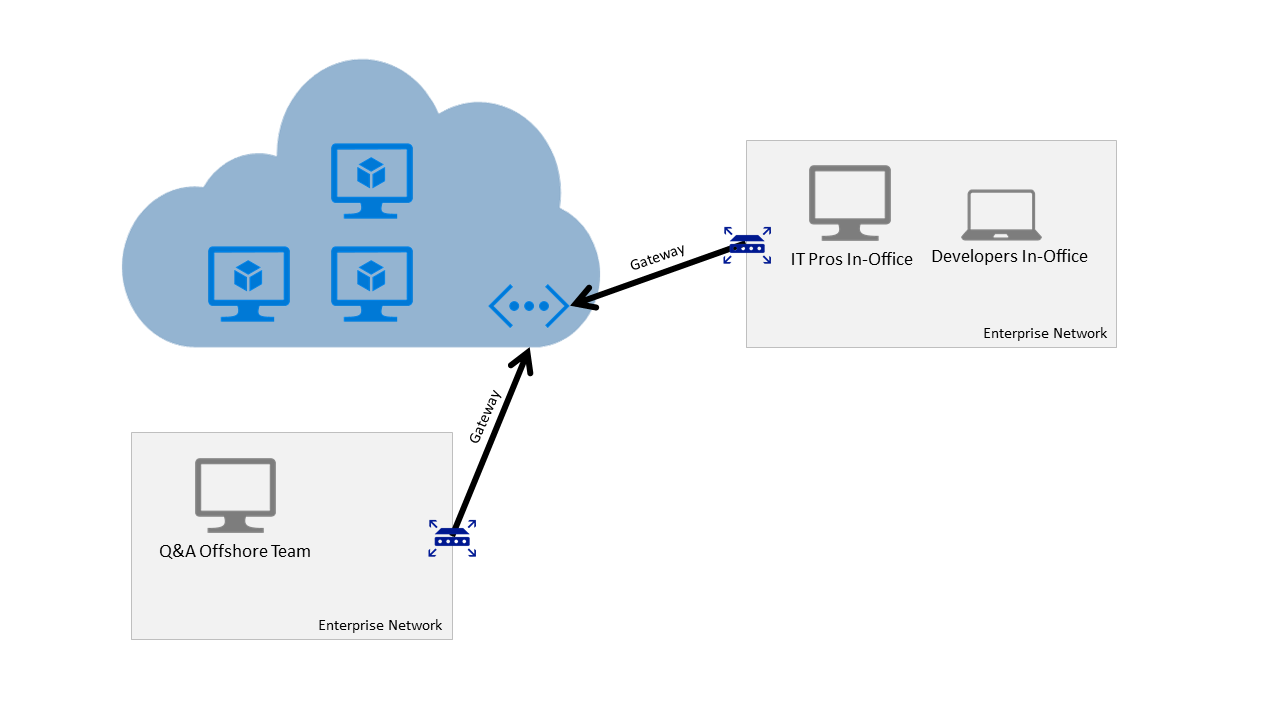 Gateway
IT Pros In-Office
Developers In-Office
Enterprise Network
Gateway
Q&A Offshore Team
Enterprise Network